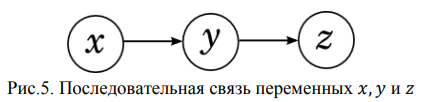 x y z
Рис.5. Последовательная связь переменных x, y и z